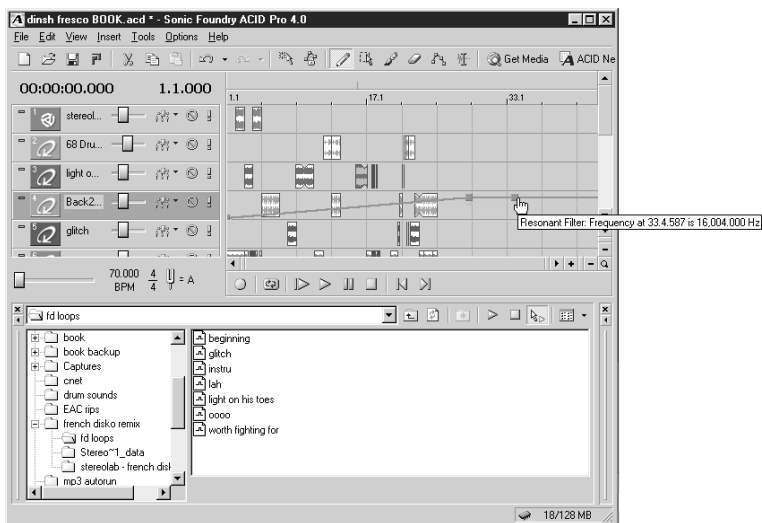 dinsh fresco BOOK.acd * - Sonic Foundry ACID Pro 4.0
File Edit View Insert Tools Options Help
Get Media ACID Ne
00:00:00.000 1.1.000
1.1 17.1 33.1
1 stereol...
2 68 Dru...
3 light o...
4 Back2...
Resonant Filter: Frequency at 33.4.587 is 16,004.000 Hz
5 glitch
70.000 BPM 4/4 = A
fd loops
book
book backup
Captures
cnet
drum sounds
EAC rips
french disko remix
fd loops
Stereo~1_data
stereolab - french disk
mp3 autorun
beginning
glitch
instru
lah
light on his toes
oooo
worth fighting for
18/128 MB